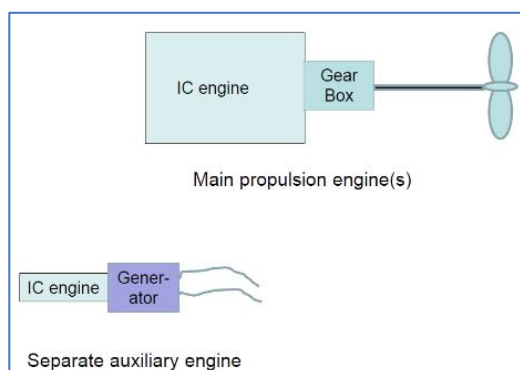 IC engine
Gear
Box
Main propulsion engine(s)
IC engine
Gener-
ator
Separate auxiliary engine